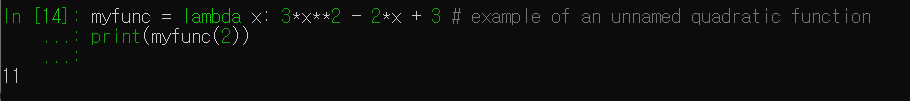 In [14]: myfunc = lambda x: 3*x**2 - 2*x + 3 # example of an unnamed quadratic function
    ...: print(myfunc(2))
    ...:
11